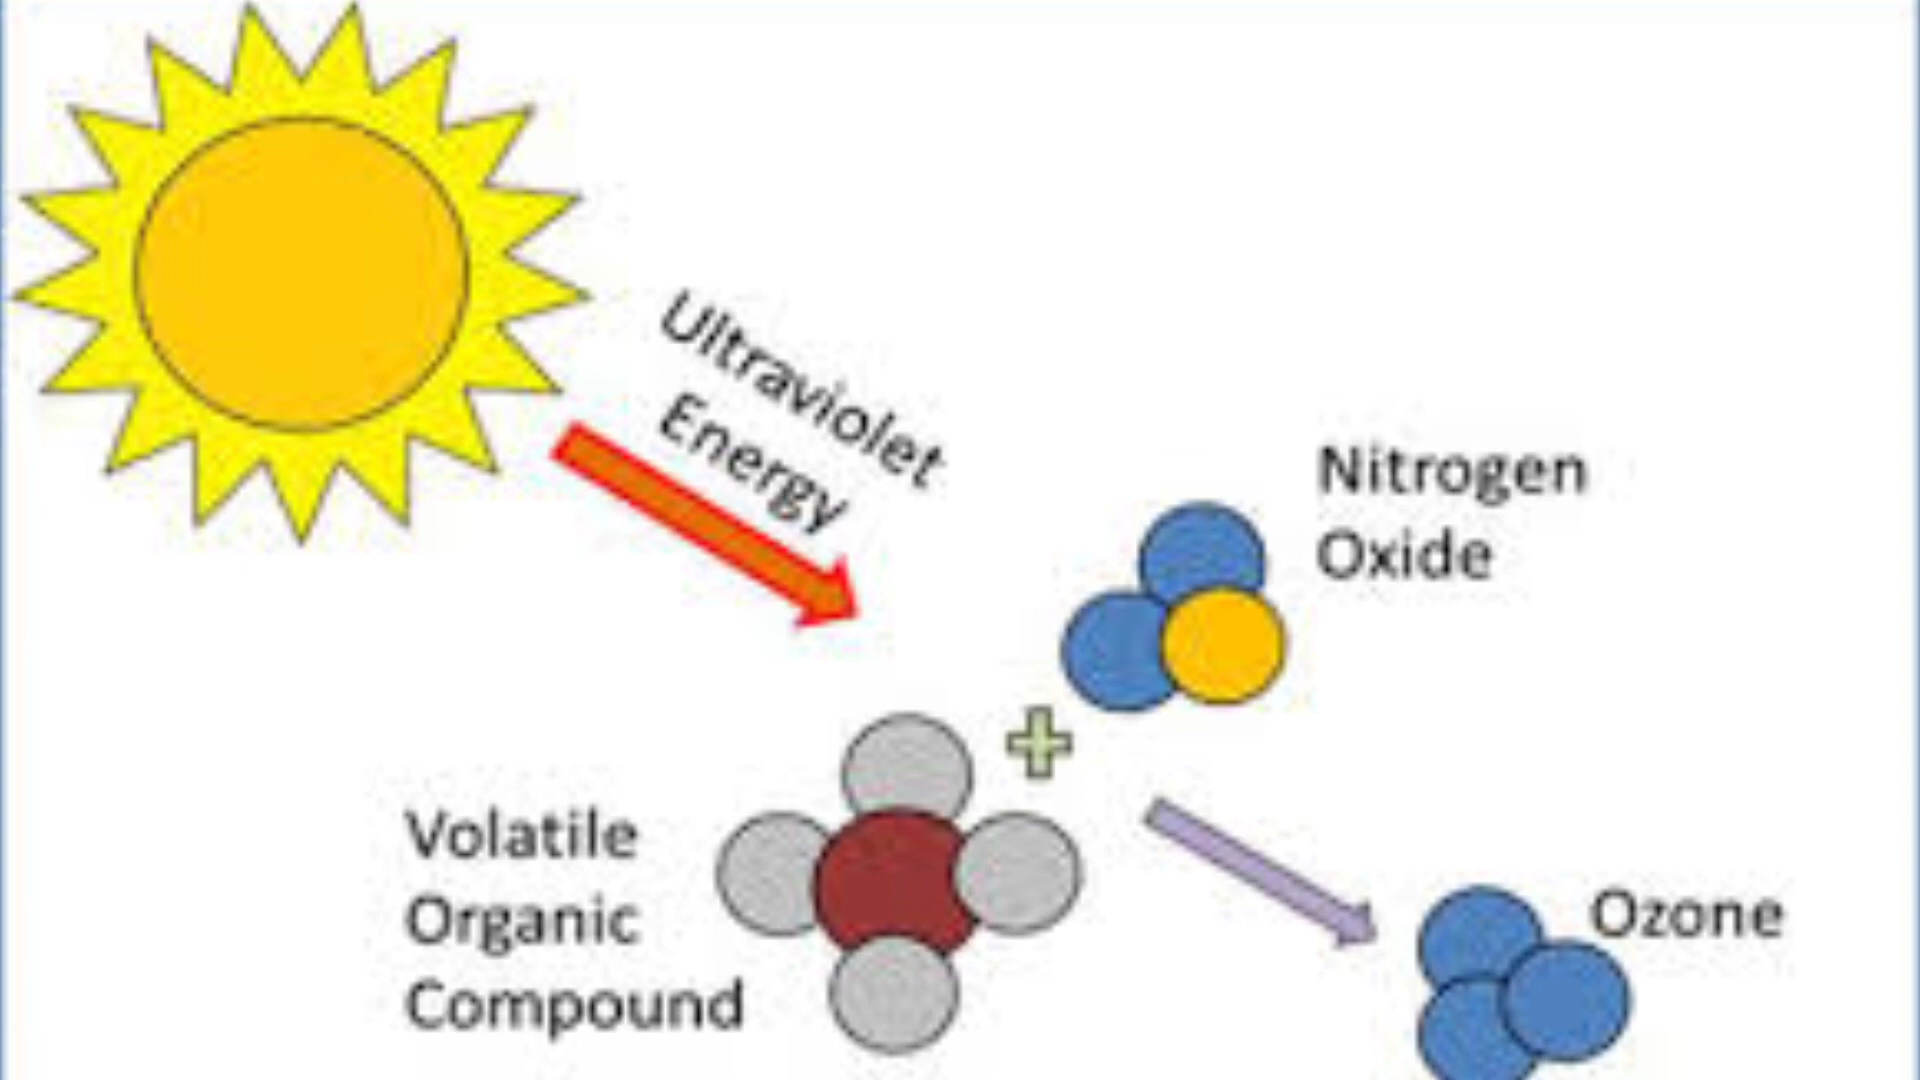 Ultraviolet
Energy
Nitrogen
Oxide
Volatile
Organic
Compound
Ozone